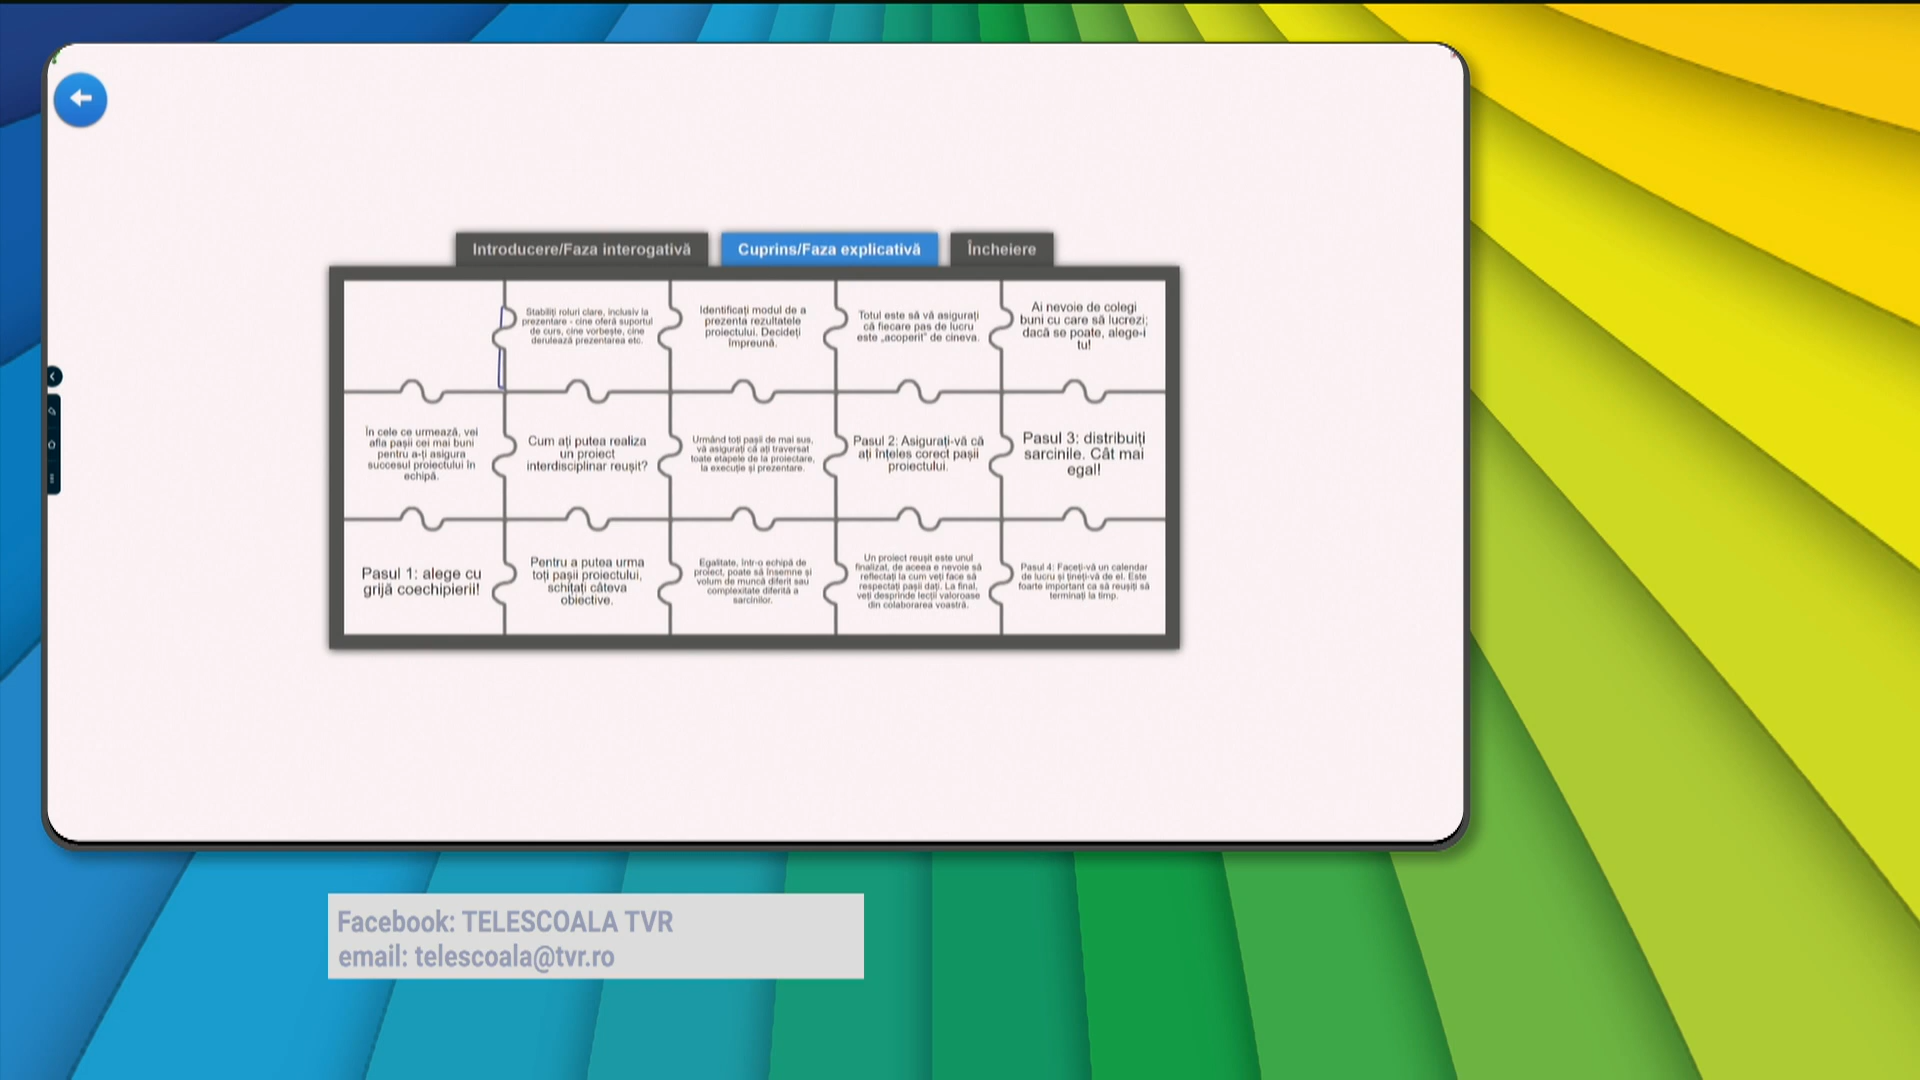 Introducere/Faza interogativă
Cuprins/Faza explicativă
Încheiere
Stabiliți roluri clare, inclusiv la
prezentare - cine oferă suportul
de curs, cine vorbește, cine
derulează prezentarea etc.
Identificați modul de a
prezenta rezultatele
proiectului. Decideți
împreună.
Totul este să vă asigurați
că fiecare pas de lucru
este „acoperit” de cineva.
Ai nevoie de colegi
buni cu care să lucrezi;
dacă se poate, alege-i
tu!
În cele ce urmează, vei
afla pașii cei mai buni
pentru a-ți asigura
succesul proiectului în
echipă.
Cum ați putea realiza
un proiect
interdisciplinar reușit?
Urmând toți pașii de mai sus,
vă asigurați că ați traversat
toate etapele de la proiectare,
la execuție și prezentare.
Pasul 2: Asigurați-vă că
ați înțeles corect pașii
proiectului.
Pasul 3: distribuiți
sarcinile. Cât mai
egal!
Pasul 1: alege cu
grijă coechipierii!
Pentru a putea urma
toți pașii proiectului,
schițați câteva
obiective.
Egalitate, într-o echipă de
proiect, poate să însemne și
volum de muncă diferit sau
complexitate diferită a
sarcinilor.
Un proiect reușit este unul
finalizat, de aceea e nevoie să
reflectați la cum veți face să
respectați pașii dați. La final,
veți desprinde lecții valoroase
din colaborarea voastră.
Pasul 4: Faceți-vă un calendar
de lucru și țineți-vă de el. Este
foarte important ca să reușiți să
terminați la timp.
Facebook: TELESCOALA TVR
email: telescoala@tvr.ro